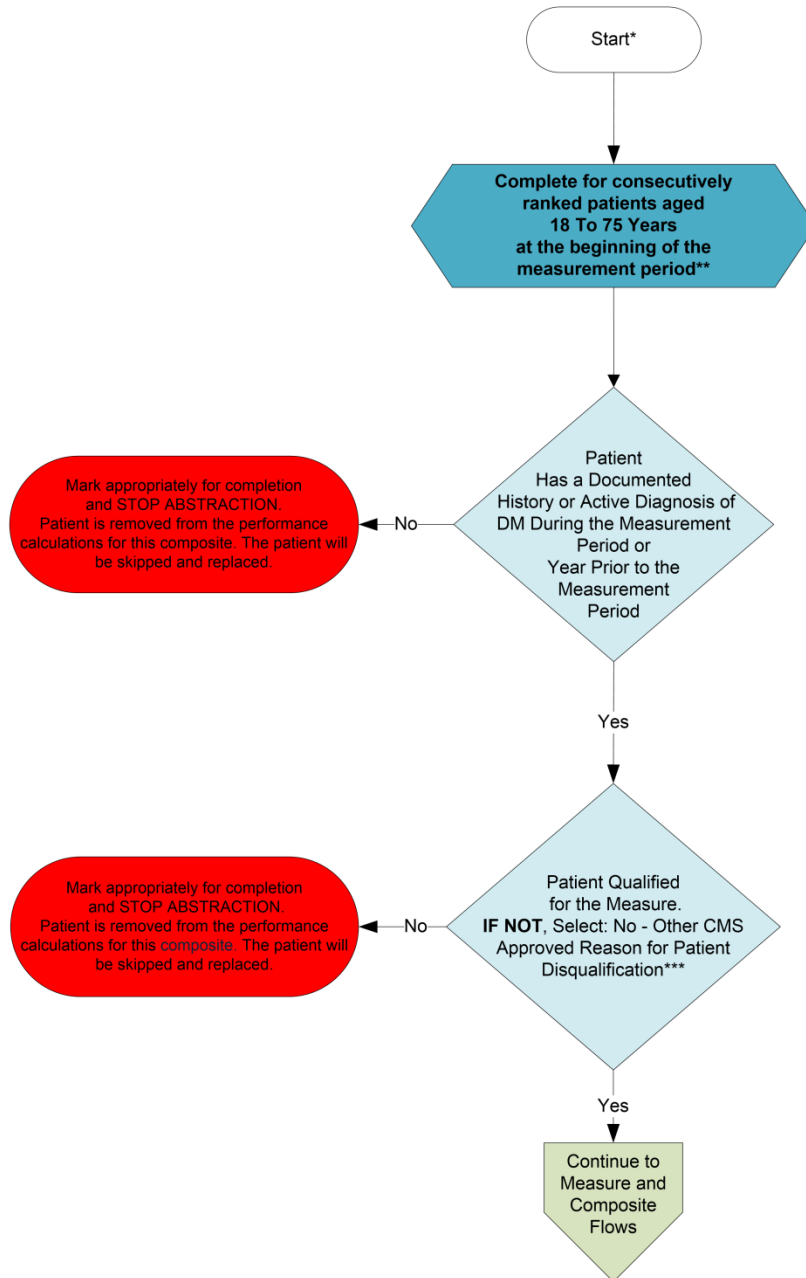 Start*
Complete for consecutively
ranked patients aged
18 To 75 Years
at the beginning of the
measurement period**
Patient
Has a Documented
History or Active Diagnosis of
DM During the Measurement
Period or
Year Prior to the
Measurement
Period
No
Mark appropriately for completion
and STOP ABSTRACTION.
Patient is removed from the performance
calculations for this composite. The patient will
be skipped and replaced.
Yes
Patient Qualified
for the Measure.
IF NOT, Select: No - Other CMS
Approved Reason for Patient
Disqualification***
No
Mark appropriately for completion
and STOP ABSTRACTION.
Patient is removed from the performance
calculations for this composite. The patient will
be skipped and replaced.
Yes
Continue to
Measure and
Composite
Flows